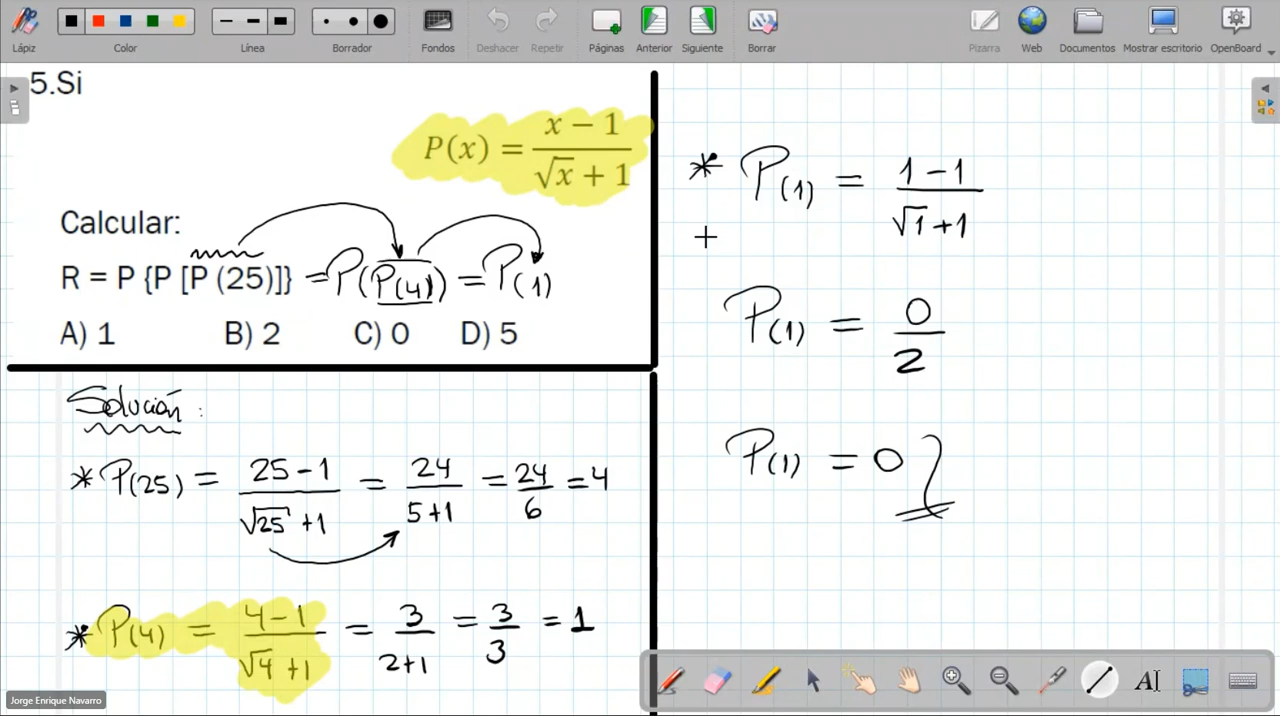 Lápiz
Color
Línea
Borrador
Fondos
Deshacer
Repetir
Páginas
Anterior
Siguiente
Borrar
Pizarra
Web
Documentos
Mostrar escritorio
OpenBoard
5.Si
P(x) = (x − 1)/(√x + 1)
Calcular:
R = P {P [P (25)]} = P(P(4)) = P(1)
A) 1 B) 2 C) 0 D) 5
Solución:
* P(25) = (25 - 1)/(√25 + 1) = 24/(5+1) = 24/6 = 4
* P(4) = (4 - 1)/(√4 + 1) = 3/(2+1) = 3/3 = 1
* P(1) = (1 - 1)/(√1 + 1)
+
P(1) = 0/2
P(1) = 0
Jorge Enrique Navarro
AI